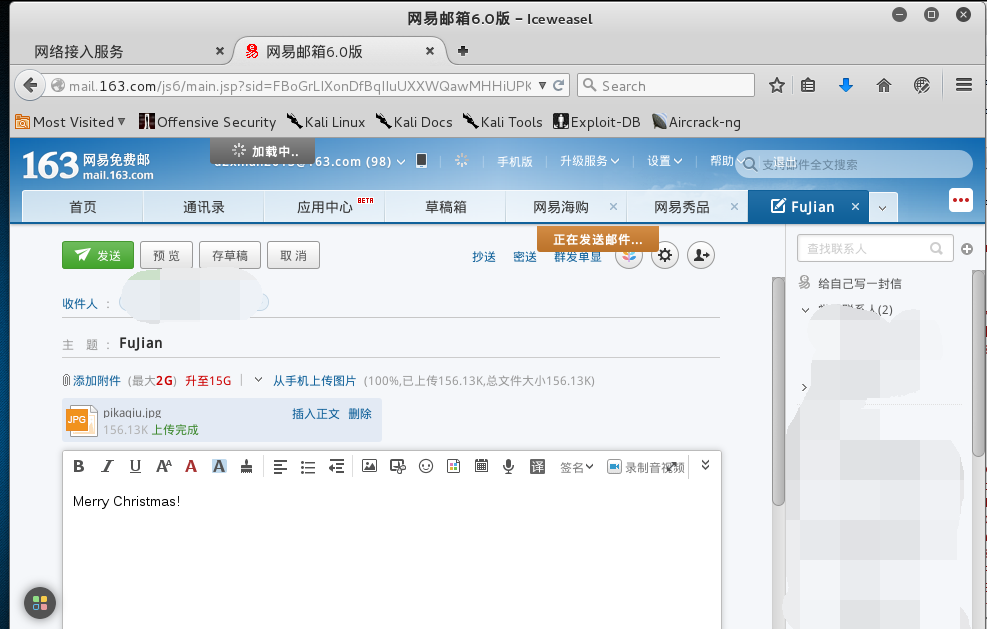 网易邮箱6.0版 - Iceweasel
网络接入服务 × 网易邮箱6.0版 ×
mail.163.com/js6/main.jsp?sid=FBoGrLIXonDfBqIIuUXXWQawMHHiUPK Search
Most Visited Offensive Security Kali Linux Kali Docs Kali Tools Exploit-DB Aircrack-ng
163 网易免费邮 mail.163.com
加载中..
@163.com (98) 手机版 升级服务 设置 帮助 退出 支持邮件全文搜索
首页 通讯录 应用中心 BETA 草稿箱 网易海购 × 网易秀品 × FuJian ×
正在发送邮件...
发送 预 览 存草稿 取 消 抄送 密送 群发单显 查找联系人
给自己写一封信
收件人 : 联系人(2)
主 题 : FuJian
添加附件 (最大2G) 升至15G | 从手机上传图片 (100%,已上传156.13K,总文件大小156.13K)
JPG pikaqiu.jpg 插入正文 删除
156.13K 上传完成
B I U AA A A 译 签名 录制音视频
Merry Christmas!